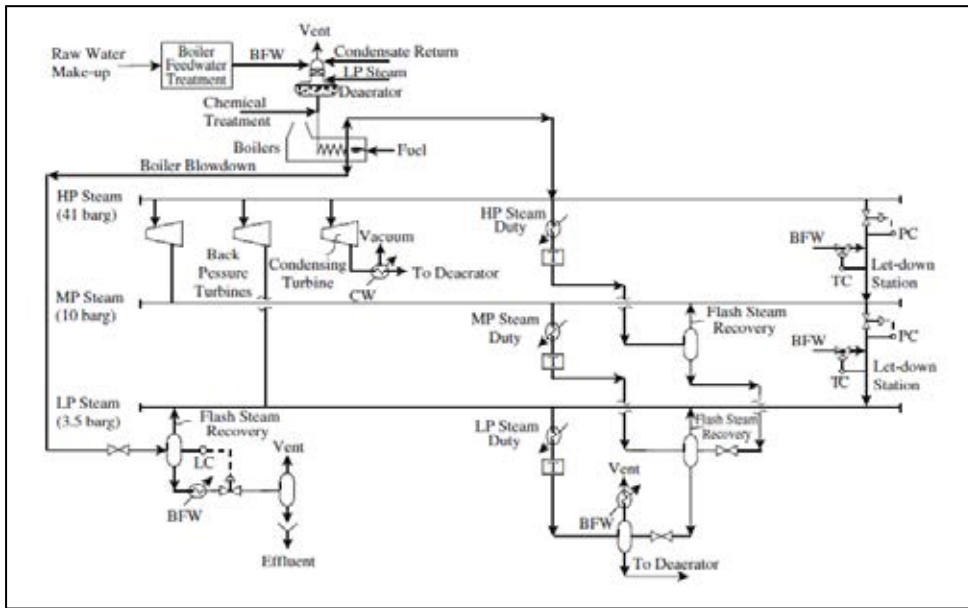 Vent
Raw Water
Make-up
Boiler
Feedwater
Treatment
BFW
Condensate Return
LP Steam
Deaerator
Chemical
Treatment
Boilers
Fuel
Boiler Blowdown
HP Steam
(41 barg)
HP Steam
Duty
Vacuum
Back
Pessure
Turbines
Condensing
Turbine
To Deaerator
CW
BFW
PC
TC
Let-down
Station
MP Steam
(10 barg)
MP Steam
Duty
Flash Steam
Recovery
BFW
PC
TC
Let-down
Station
LP Steam
(3.5 barg)
Flash Steam
Recovery
LP Steam
Duty
Flash Steam
Recovery
LC
Vent
BFW
Vent
BFW
Effluent
To Deaerator
T
T
T